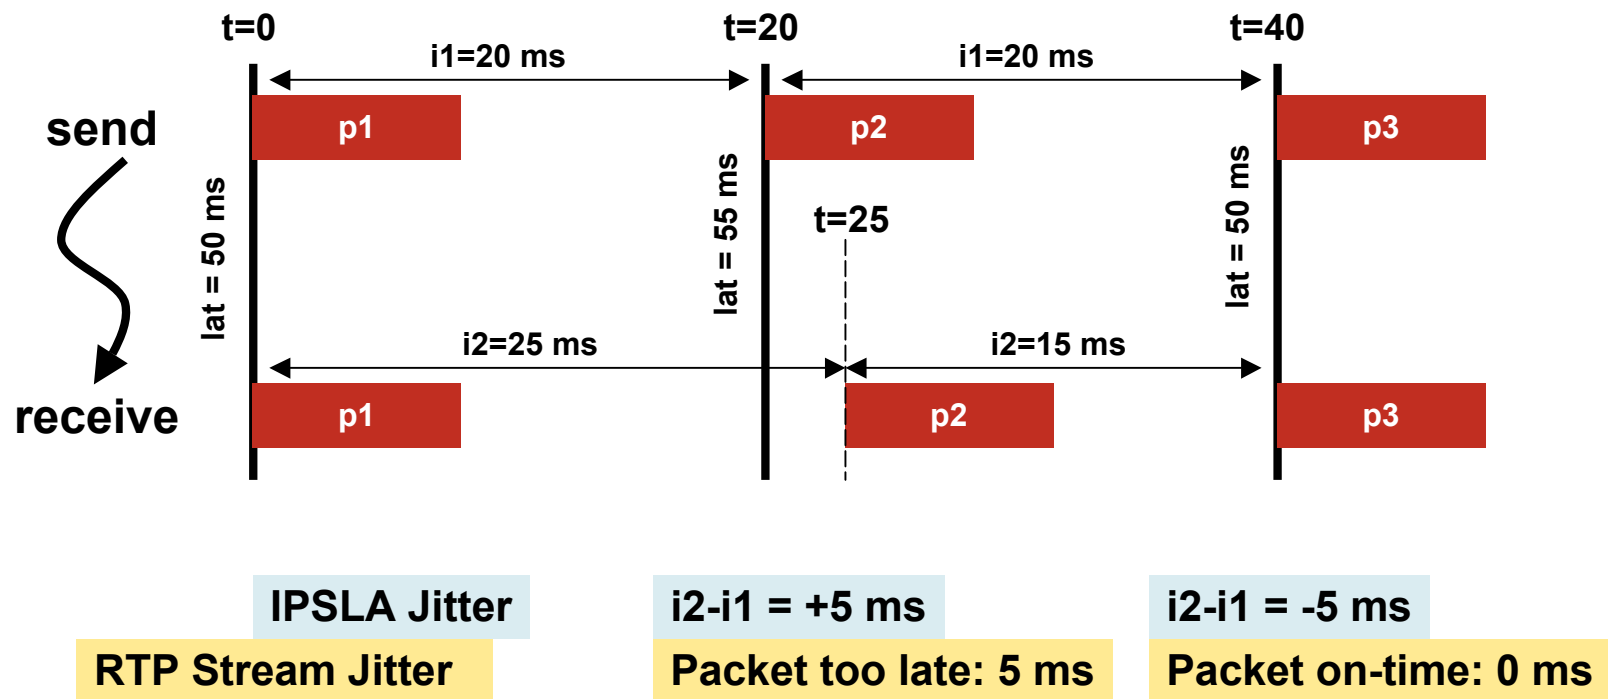 t=0
t=20
t=40
i1=20 ms
i1=20 ms
send
p1
p2
p3
lat = 50 ms
lat = 55 ms
lat = 50 ms
t=25
i2=25 ms
i2=15 ms
receive
p1
p2
p3
IPSLA Jitter
i2-i1 = +5 ms
i2-i1 = -5 ms
RTP Stream Jitter
Packet too late: 5 ms
Packet on-time: 0 ms